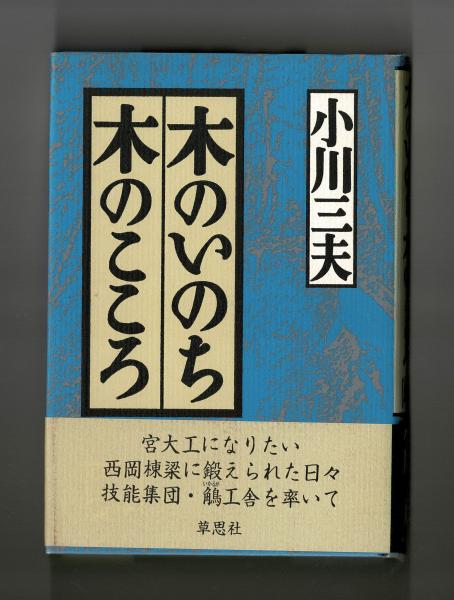 小川三夫
木のいのち
木のこころ
宮大工になりたい
西岡棟梁に鍛えられた日々
いかるが
技能集団・鵤工舎を率いて
草思社